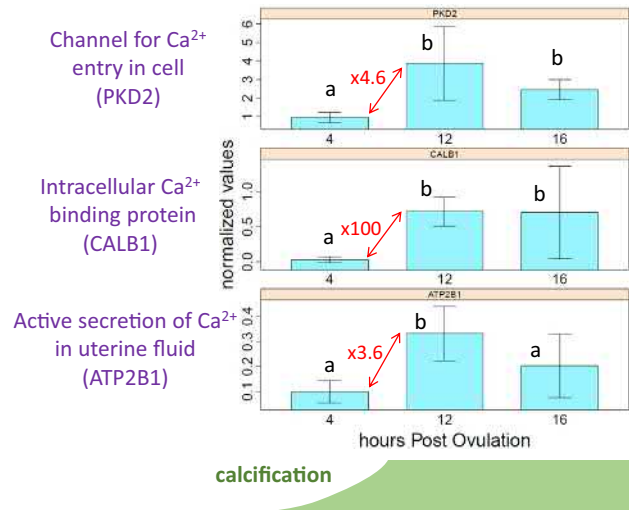 Channel for Ca²⁺
entry in cell
(PKD2)
Intracellular Ca²⁺
binding protein
(CALB1)
Active secretion of Ca²⁺
in uterine fluid
(ATP2B1)
normalized values
PKD2
6
5
4
3
2
1
a
x4.6
b
b
4
12
16
CALB1
1.0
0.5
0.0
a
x100
b
b
4
12
16
ATP2B1
0.4
0.3
0.2
0.1
a
x3.6
b
a
4
12
16
hours Post Ovulation
calcification